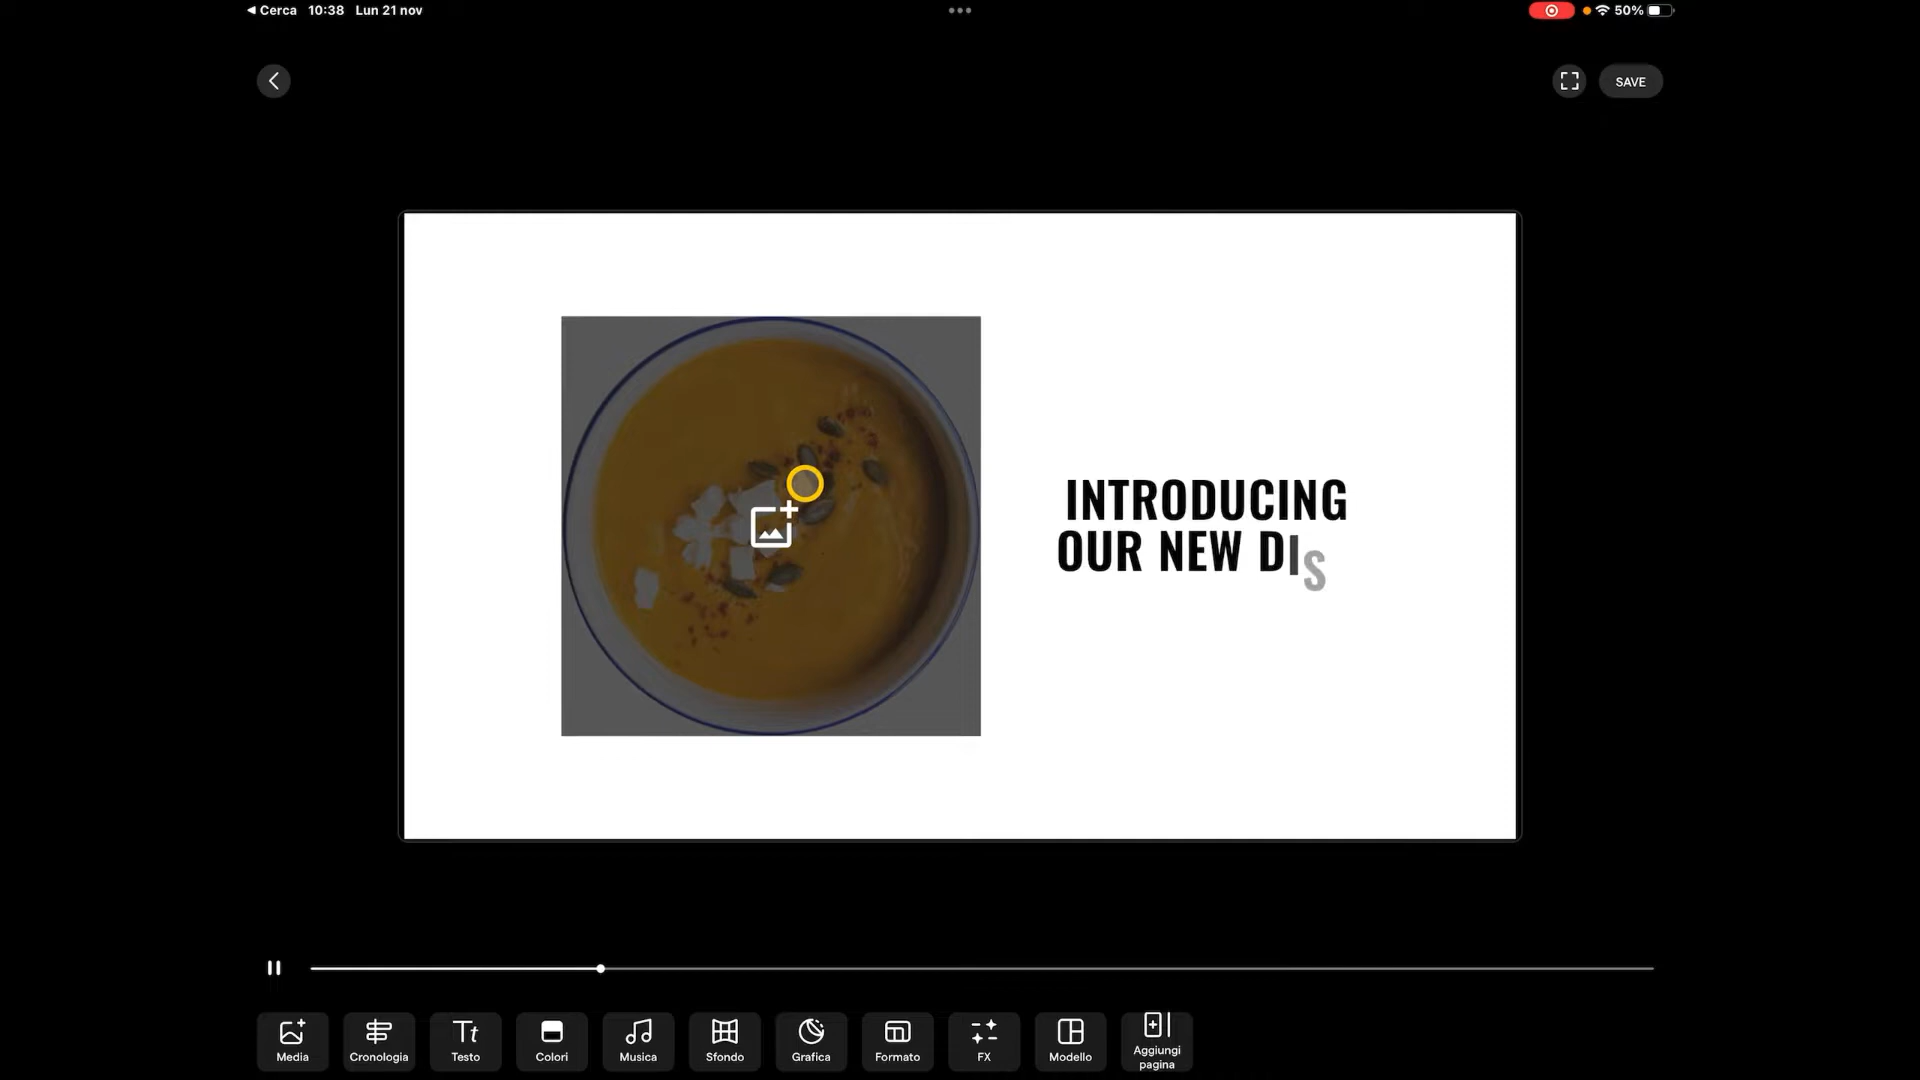 Cerca 10:38 Lun 21 nov
50%
SAVE
INTRODUCING
OUR NEW DIS
Media
Cronologia
Testo
Colori
Musica
Sfondo
Grafica
Formato
FX
Modello
Aggiungi
pagina